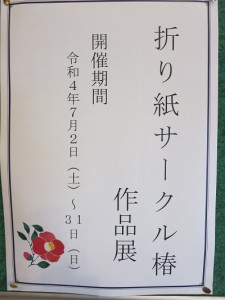 折り紙サークル椿
作品展
開催期間
令和４年７月２日（土）～
３１日（日）